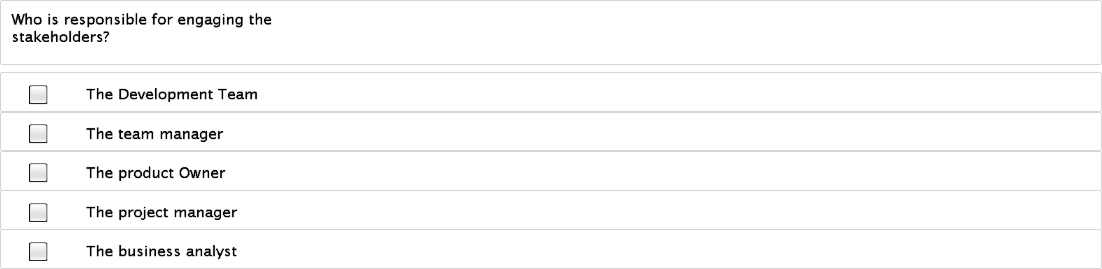 Who is responsible for engaging the
stakeholders?
The Development Team
The team manager
The product Owner
The project manager
The business analyst